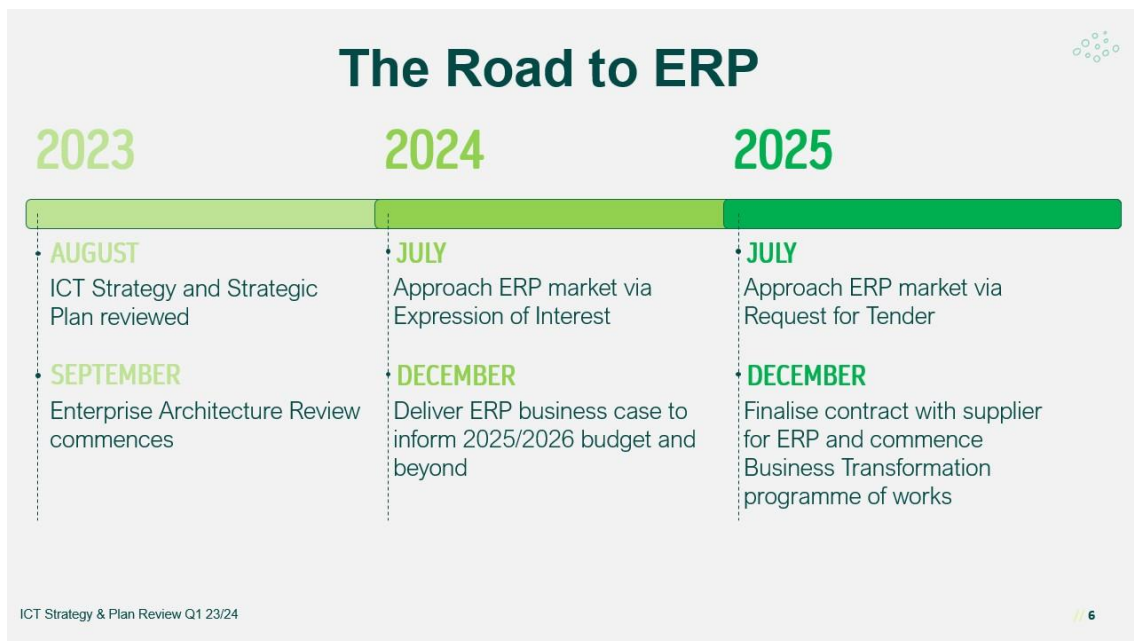 The Road to ERP
2023
2024
2025
AUGUST
ICT Strategy and Strategic
Plan reviewed
SEPTEMBER
Enterprise Architecture Review
commences
JULY
Approach ERP market via
Expression of Interest
DECEMBER
Deliver ERP business case to
inform 2025/2026 budget and
beyond
JULY
Approach ERP market via
Request for Tender
DECEMBER
Finalise contract with supplier
for ERP and commence
Business Transformation
programme of works
ICT Strategy & Plan Review Q1 23/24
// 6